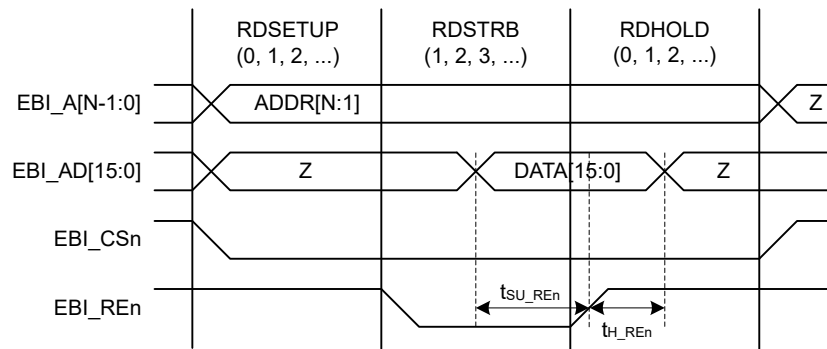 RDSETUP
(0, 1, 2, ...)
RDSTRB
(1, 2, 3, ...)
RDHOLD
(0, 1, 2, ...)
EBI_A[N-1:0]
ADDR[N:1]
Z
EBI_AD[15:0]
Z
DATA[15:0]
Z
EBI_CSn
EBI_REn
tSU_REn
tH_REn